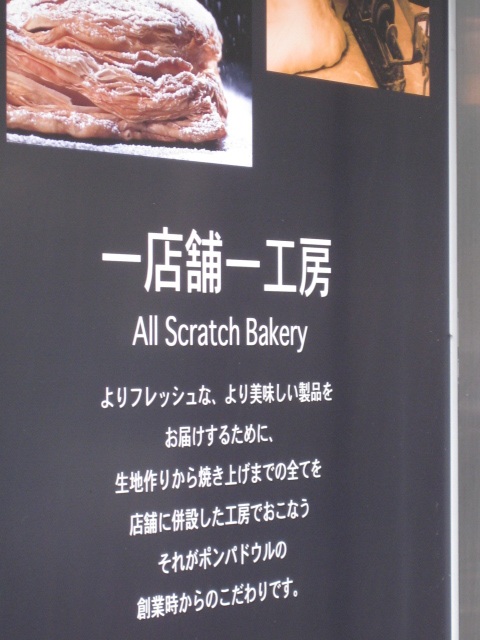 一店舗一工房
All Scratch Bakery
よりフレッシュな、より美味しい製品を
お届けするために、
生地作りから焼き上げまでの全てを
店舗に併設した工房でおこなう
それがポンパドウルの
創業時からのこだわりです。